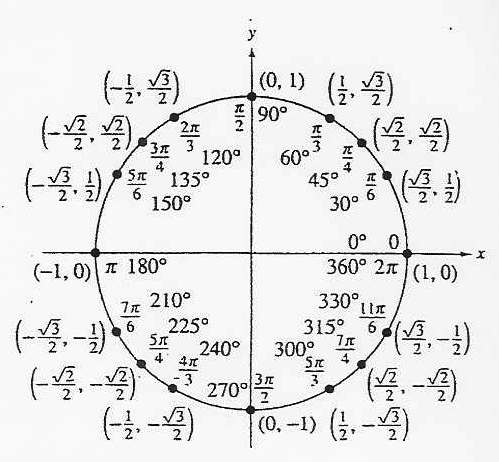 y
(-1/2, √3/2) (0, 1) (1/2, √3/2)
π/2 90°
(-√2/2, √2/2) 2π/3 120° 60° π/3 (√2/2, √2/2)
3π/4 135° 45° π/4
(-√3/2, 1/2) 5π/6 150° 30° π/6 (√3/2, 1/2)
0° 0
x
(-1, 0) π 180° 360° 2π (1, 0)
7π/6 210° 330° 11π/6
(-√3/2, -1/2) 5π/4 225° 315° 7π/4 (√3/2, -1/2)
4π/3 240° 300° 5π/3
(-√2/2, -√2/2) 270° 3π/2 (√2/2, -√2/2)
(-1/2, -√3/2) (0, -1) (1/2, -√3/2)